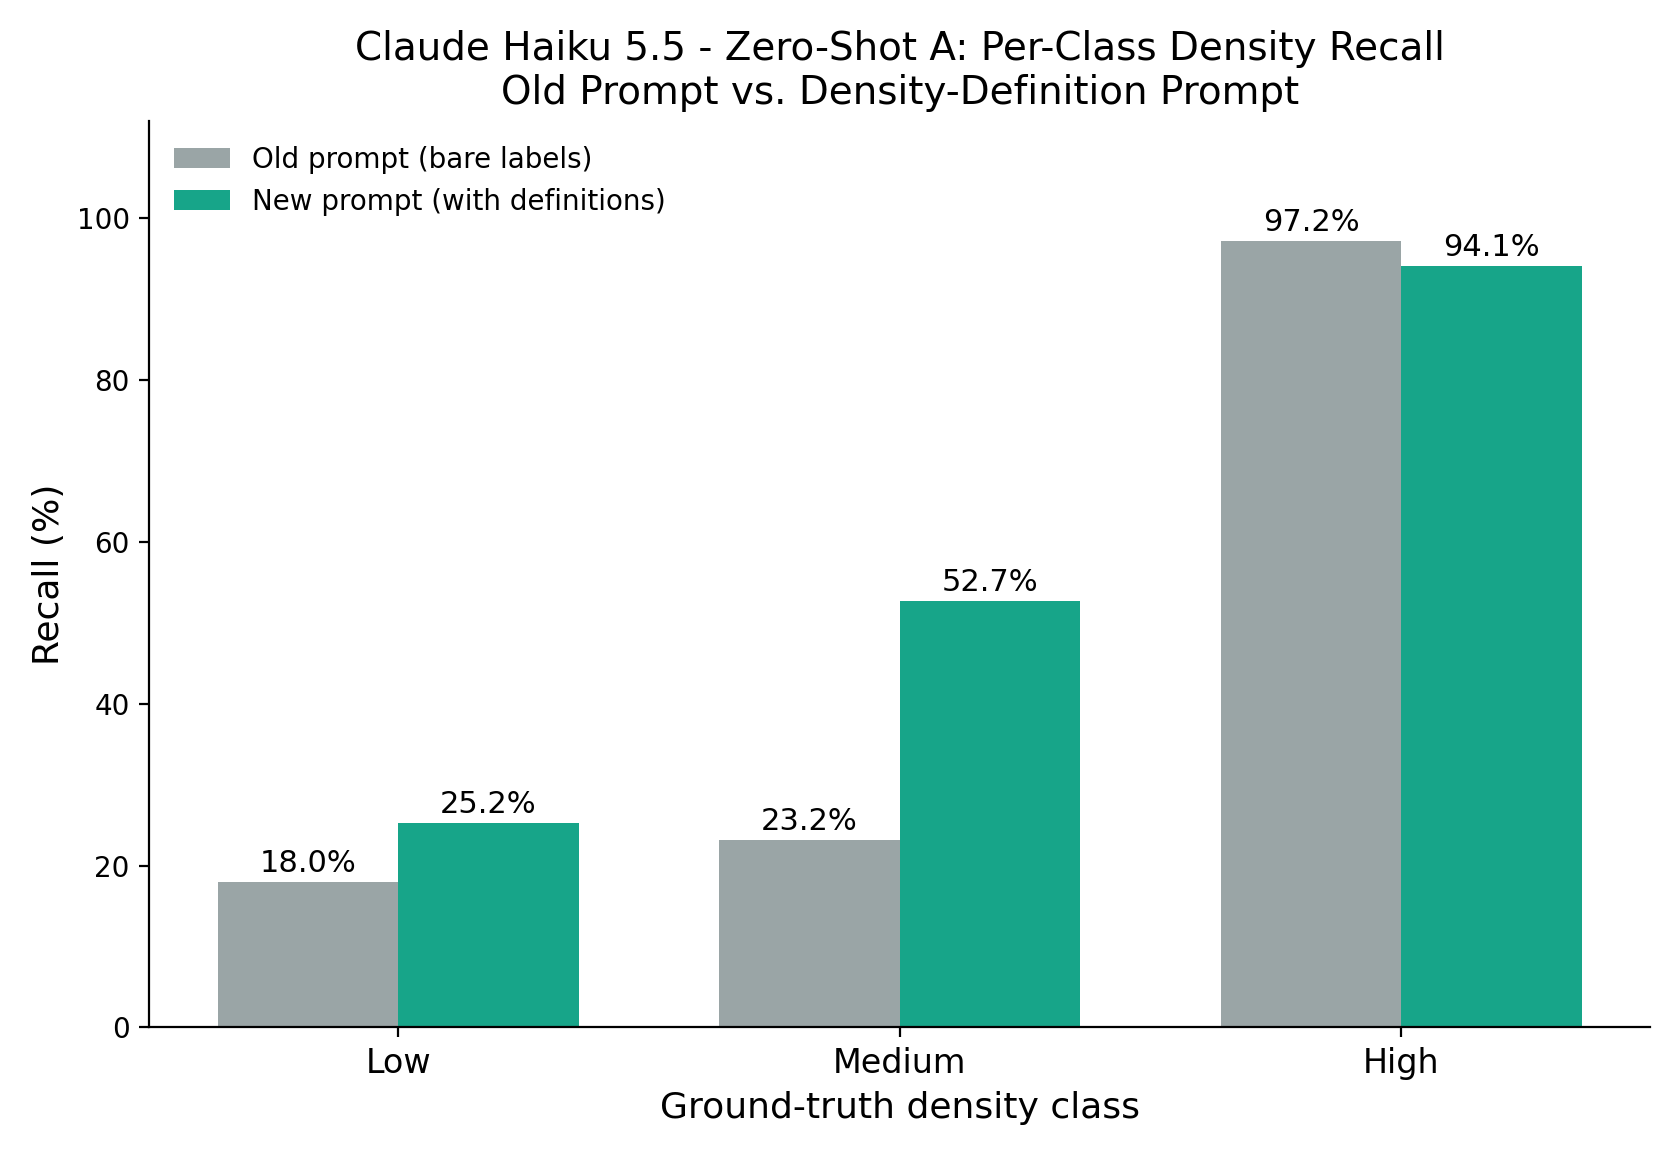 Claude Haiku 5.5 - Zero-Shot A: Per-Class Density Recall
Old Prompt vs. Density-Definition Prompt
Old prompt (bare labels)
New prompt (with definitions)
Recall (%)
100
80
60
40
20
0
18.0%
25.2%
23.2%
52.7%
97.2%
94.1%
Low
Medium
High
Ground-truth density class